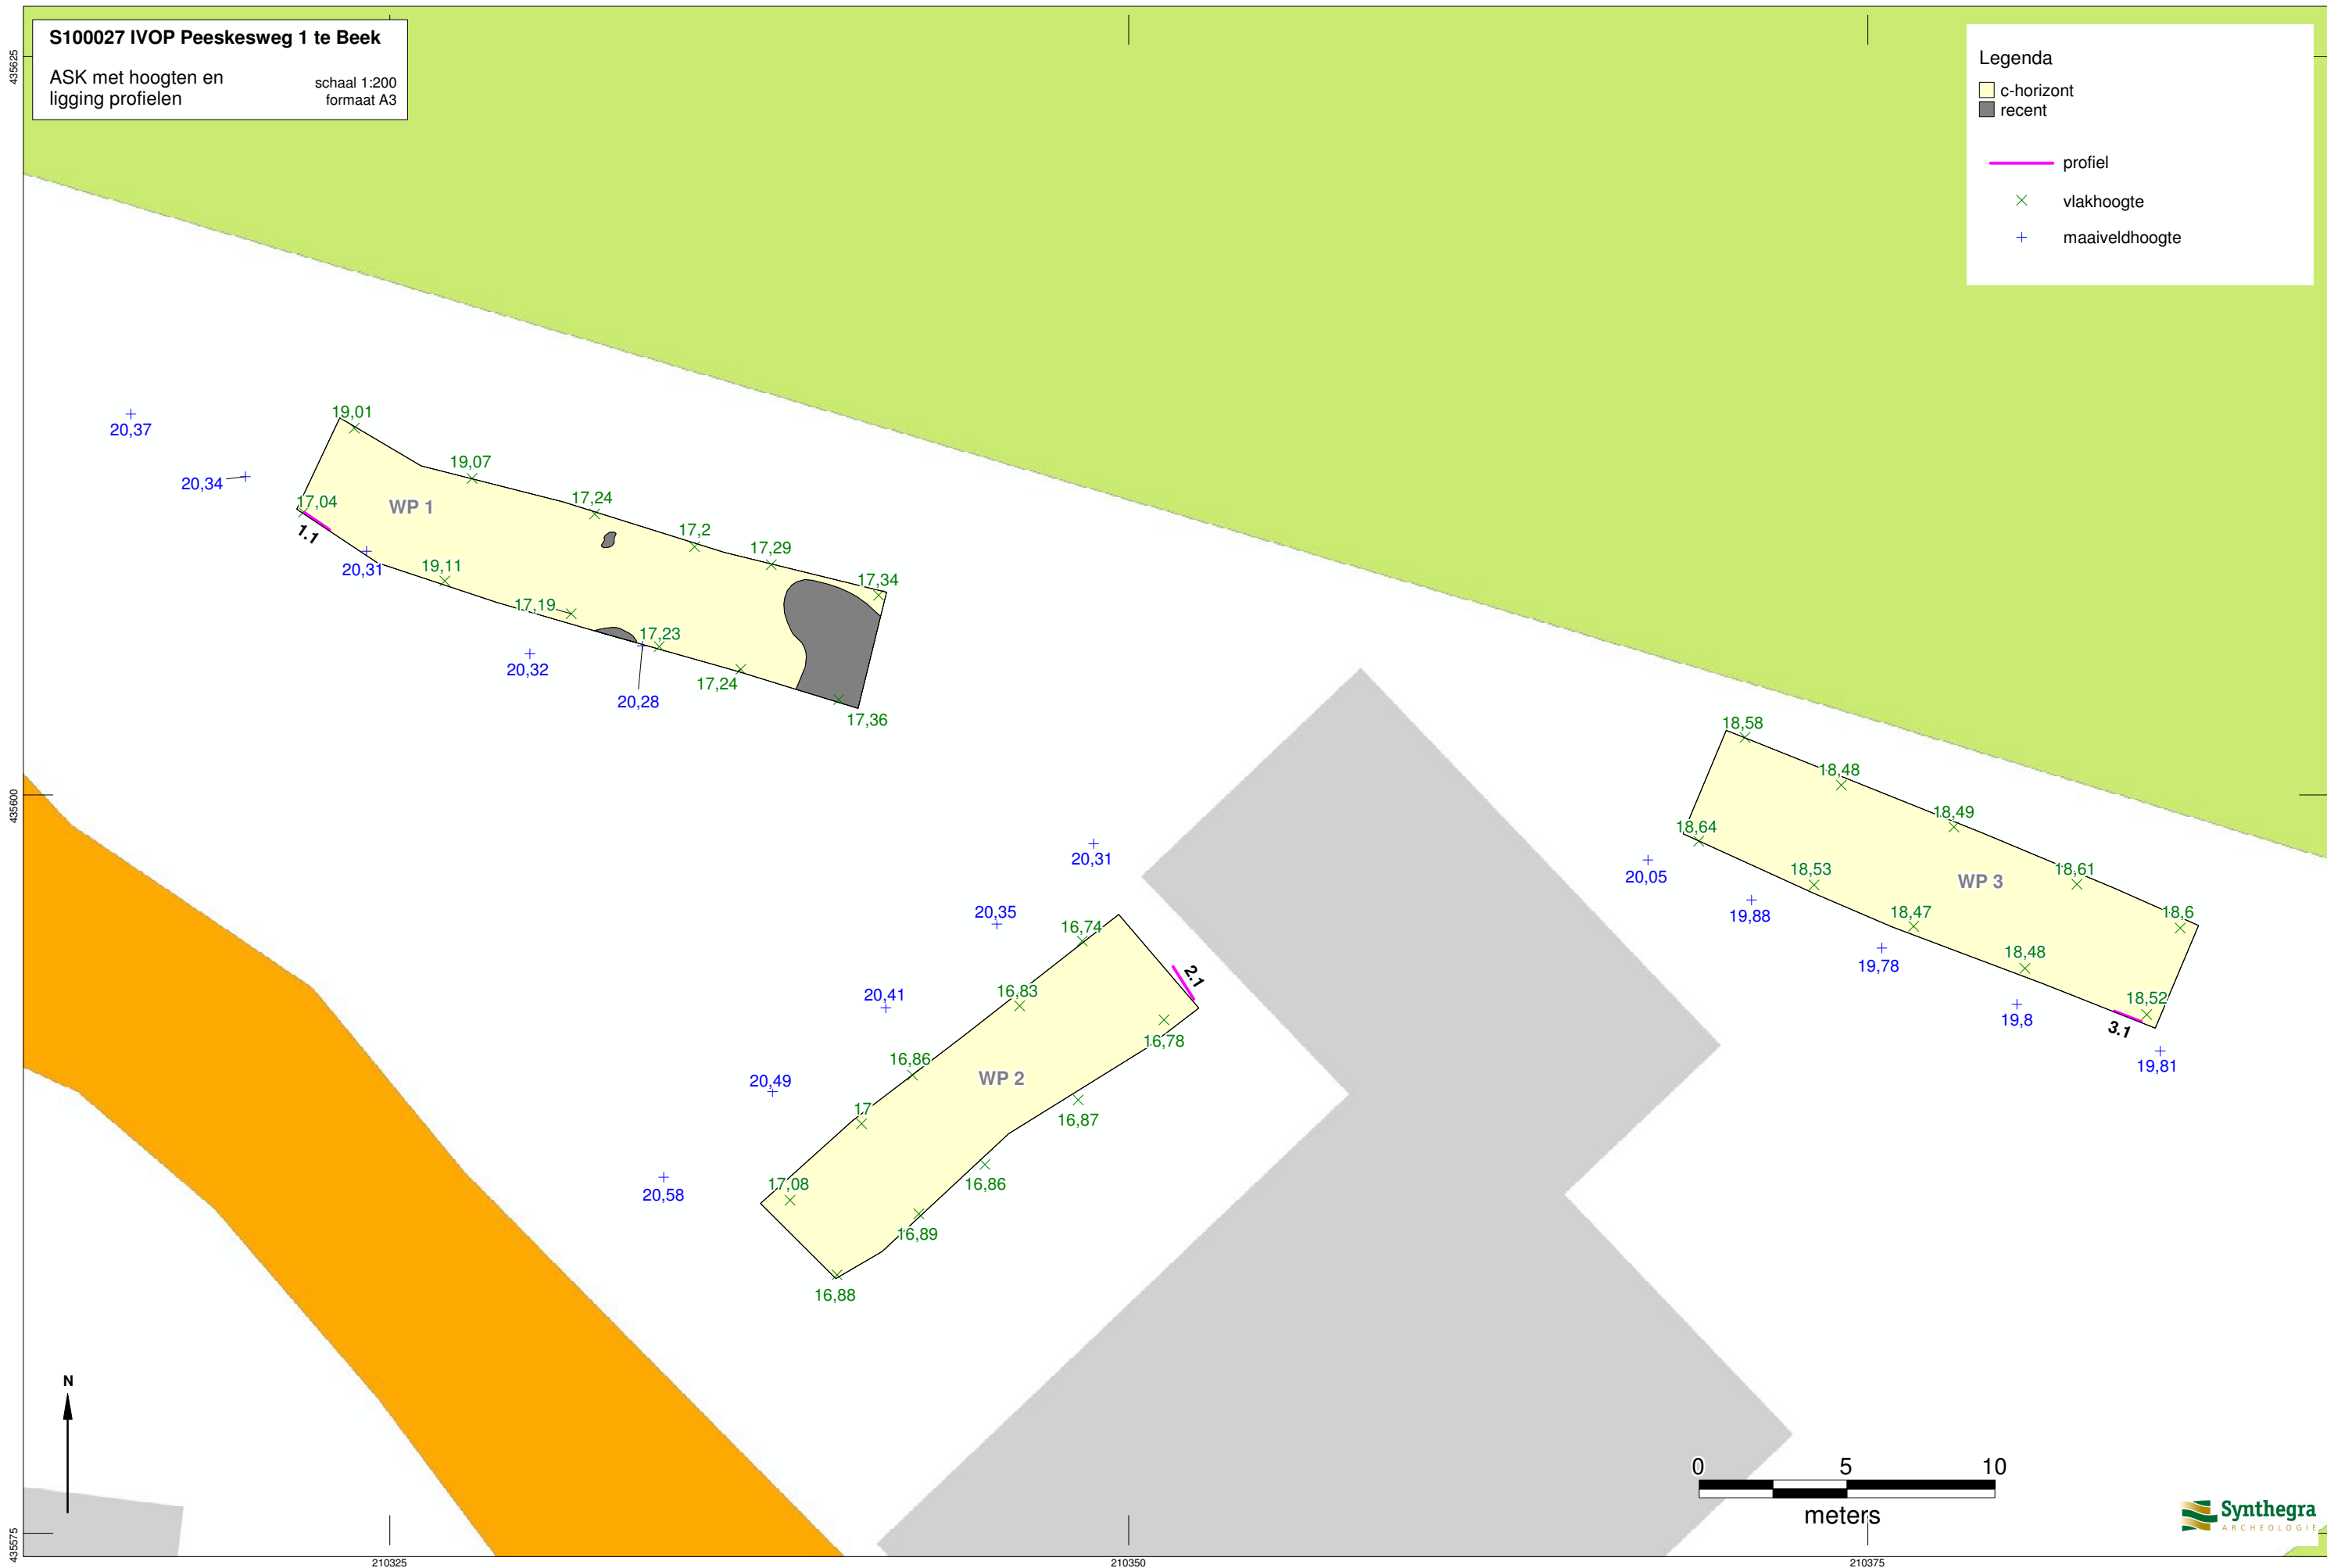 S100027 IVOP Peeskesweg 1 te Beek
ASK met hoogten en
ligging profielen
schaal 1:200
formaat A3
Legenda
c-horizont
recent
profiel
vlakhoogte
maaiveldhoogte
435625
435600
435575
20,37
20,34
19,01
19,07
17,04
WP 1
1.1
20,31
19,11
17,24
17,2
17,29
17,34
17,19
17,23
20,32
20,28
17,24
17,36
18,58
18,48
18,49
18,64
18,53
18,61
WP 3
18,6
18,47
18,48
18,52
3.1
20,05
19,88
19,78
19,8
19,81
20,31
20,35
16,74
2.1
20,41
16,83
16,78
16,86
WP 2
20,49
17
16,87
20,58
17,08
16,86
16,89
16,88
N
0 5 10
meters
Synthegra
ARCHEOLOGIE
210325
210350
210375